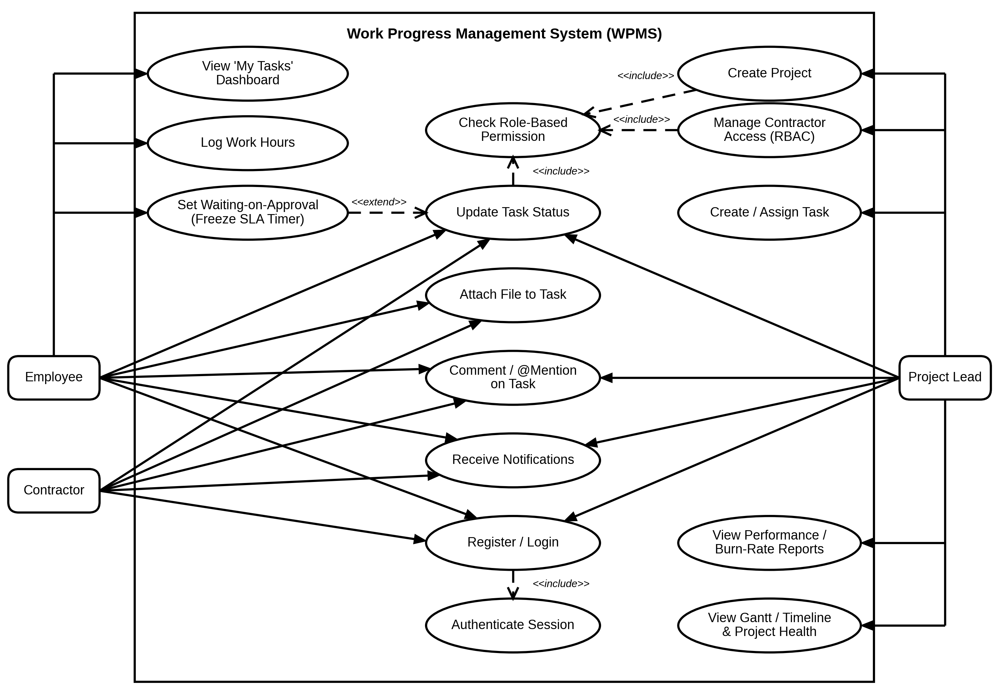 Work Progress Management System (WPMS)
View 'My Tasks'
Dashboard
Create Project
<<include>>
Check Role-Based
Permission
<<include>>
Manage Contractor
Access (RBAC)
Log Work Hours
<<include>>
Set Waiting-on-Approval
(Freeze SLA Timer)
<<extend>>
Update Task Status
Create / Assign Task
Attach File to Task
Employee
Comment / @Mention
on Task
Project Lead
Receive Notifications
Contractor
Register / Login
View Performance /
Burn-Rate Reports
<<include>>
Authenticate Session
View Gantt / Timeline
& Project Health